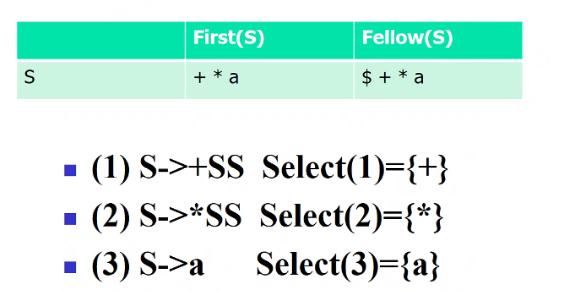 First(S) Fellow(S)
S + * a $ + * a
(1) S->+SS Select(1)={+}
(2) S->*SS Select(2)={*}
(3) S->a Select(3)={a}